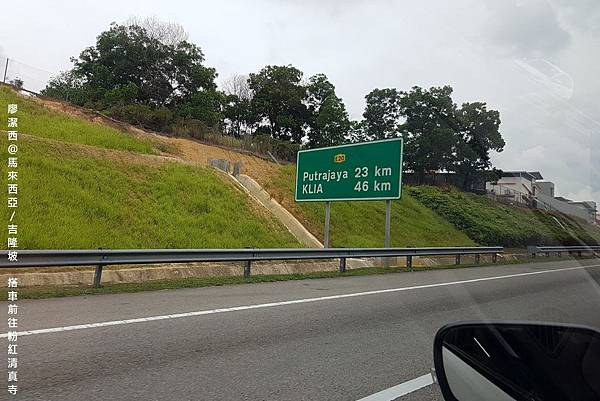 廖潔西@馬來西亞/吉隆坡 搭車前往粉紅清真寺
E20
Putrajaya 23 km
KLIA 46 km